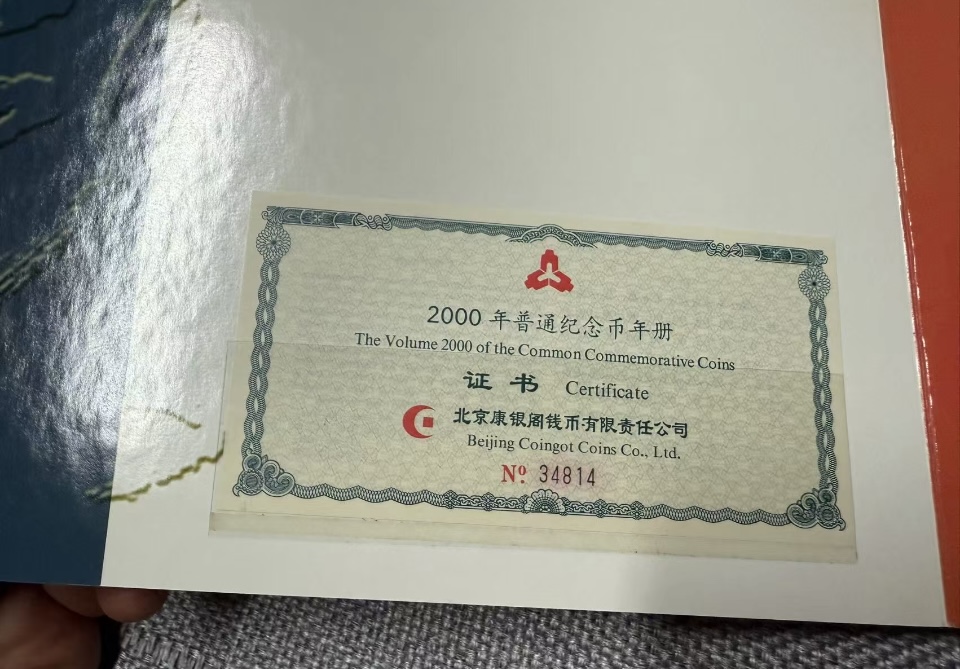 2000 年普通纪念币年册
The Volume 2000 of the Common Commemorative Coins
证书 Certificate
北京康银阁钱币有限责任公司
Beijing Coingot Coins Co., Ltd.
Nº 34814